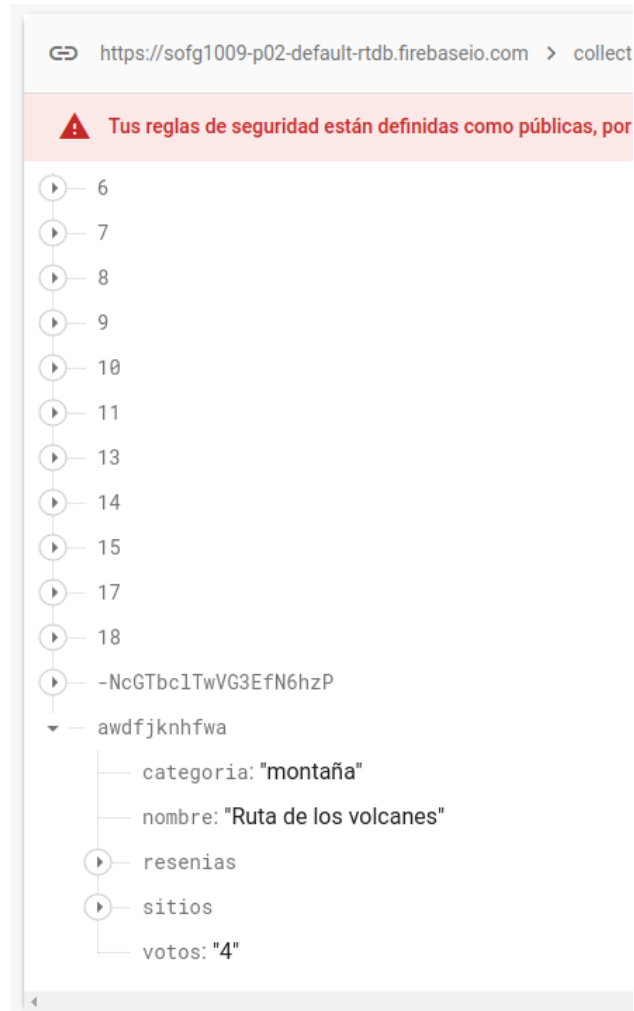 https://sofg1009-p02-default-rtdb.firebaseio.com > collect
Tus reglas de seguridad están definidas como públicas, por
6
7
8
9
10
11
13
14
15
17
18
-NcGTbclTwVG3EfN6hzP
awdfjknhfwa
categoria: "montaña"
nombre: "Ruta de los volcanes"
resenias
sitios
votos: "4"